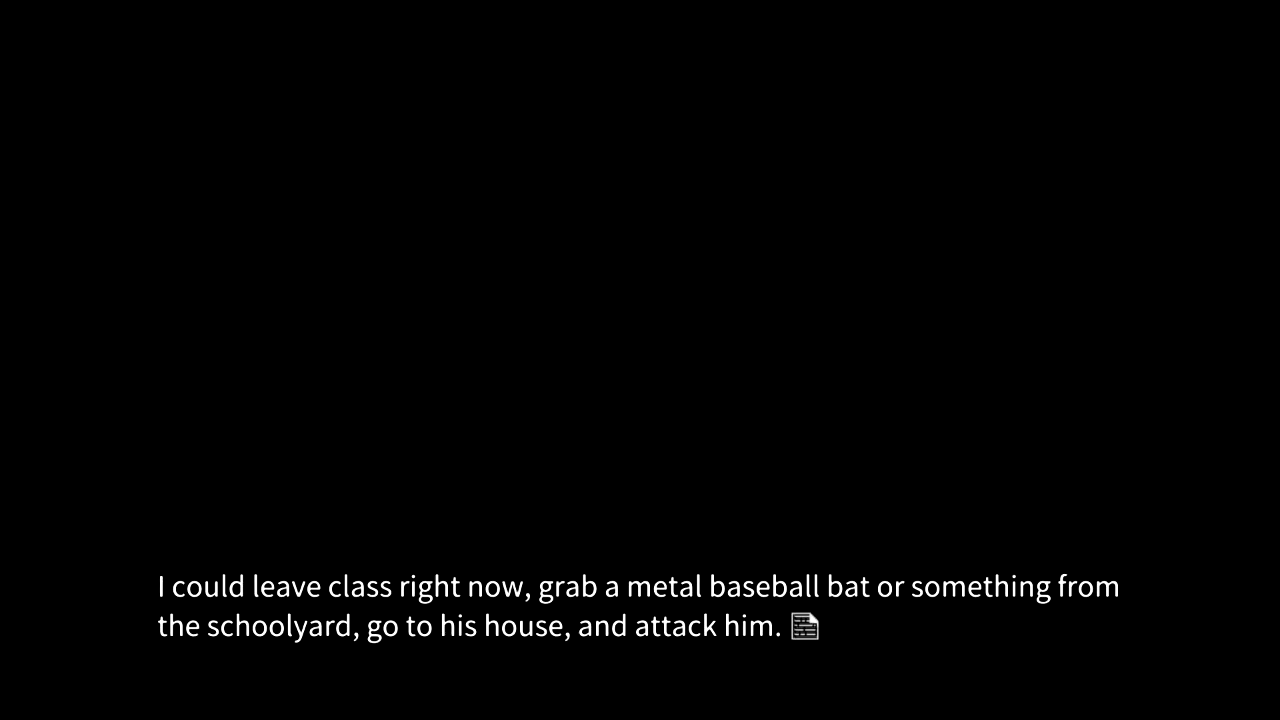 I could leave class right now, grab a metal baseball bat or something from
the schoolyard, go to his house, and attack him.